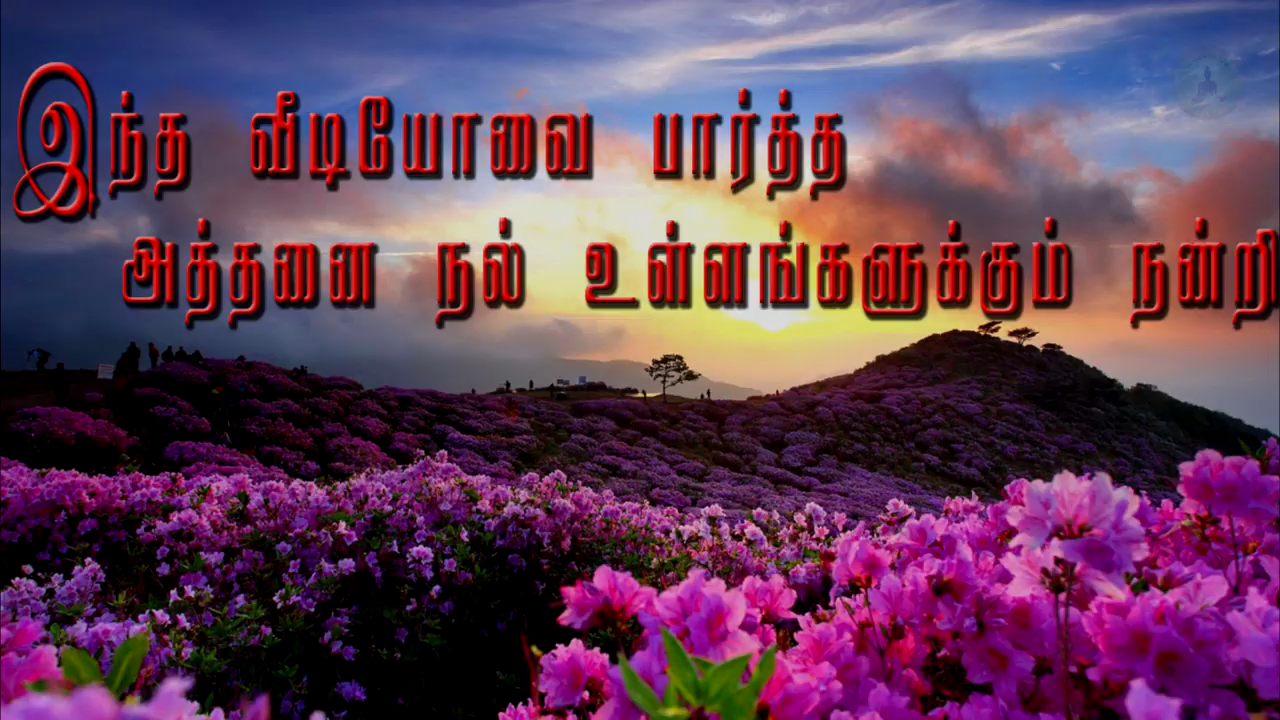 இந்த வீடியோவை பார்த்த
அத்தனை நல் உள்ளங்களுக்கும் நன்றி